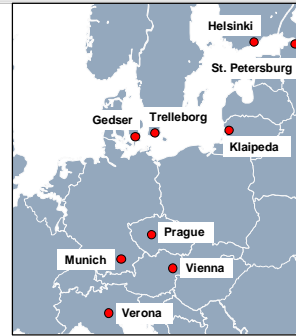 Helsinki
St. Petersburg
Gedser
Trelleborg
Klaipeda
Prague
Munich
Vienna
Verona